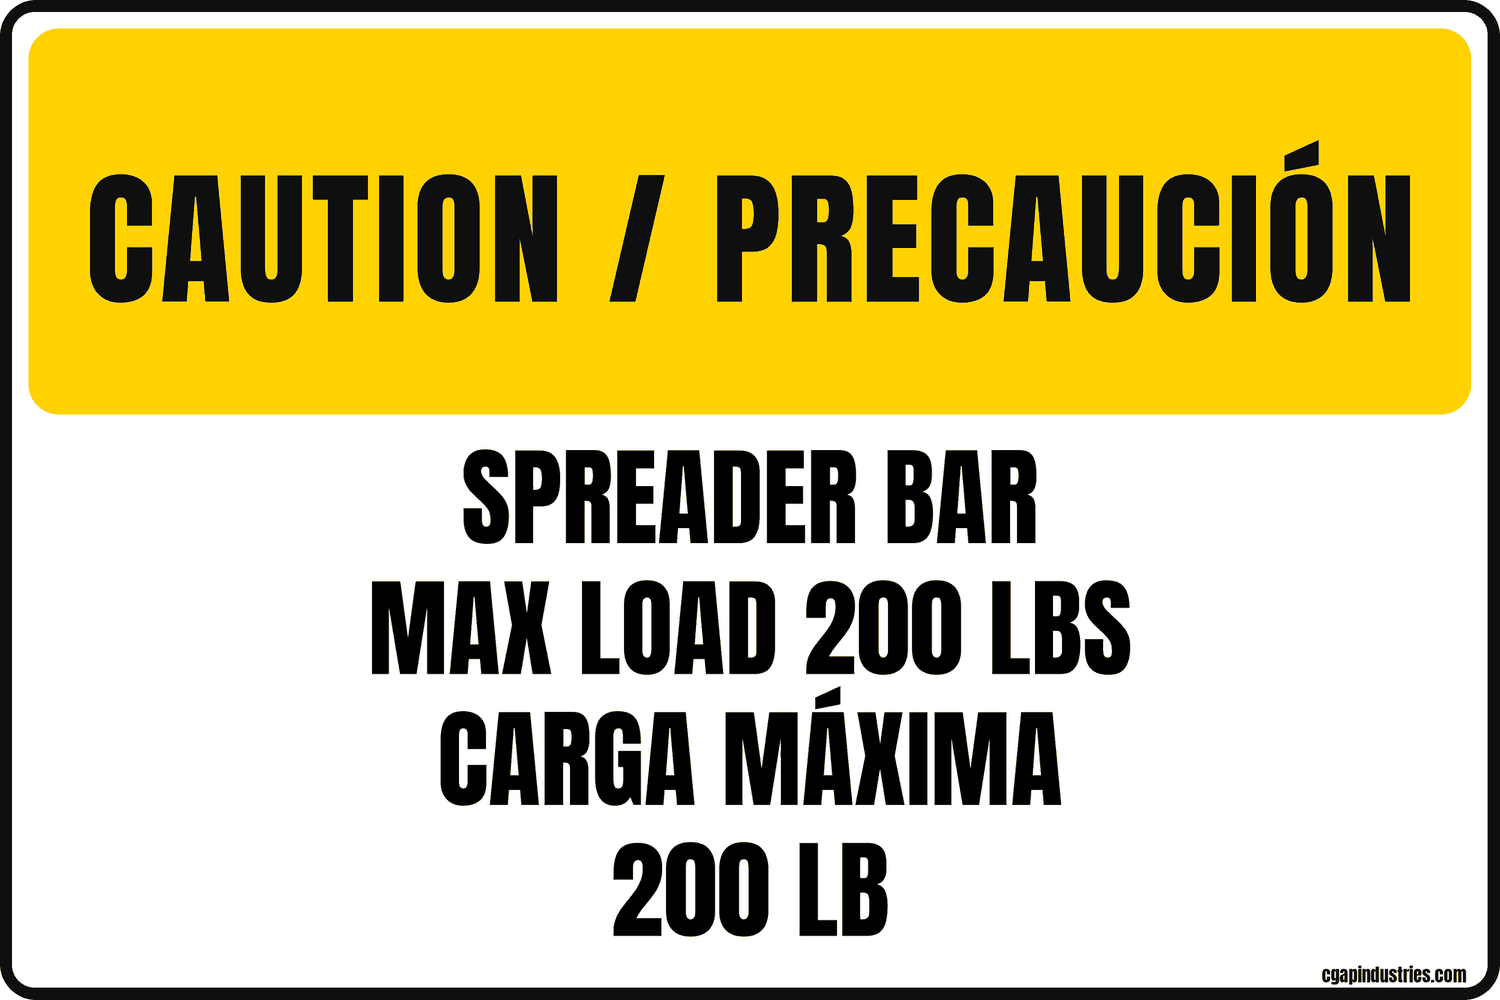 CAUTION / PRECAUCIÓN
SPREADER BAR
MAX LOAD 200 LBS
CARGA MÁXIMA
200 LB
cgapindustries.com